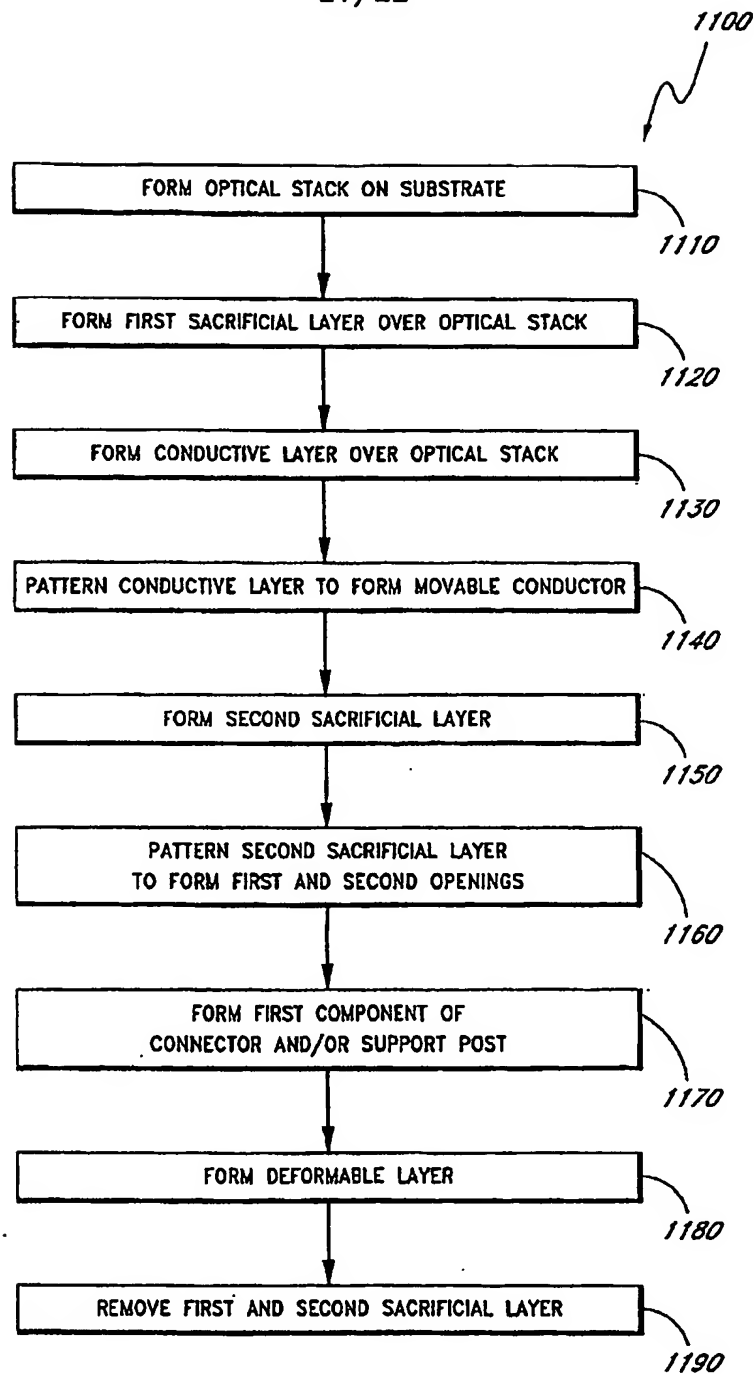 1100
FORM OPTICAL STACK ON SUBSTRATE
1110
FORM FIRST SACRIFICIAL LAYER OVER OPTICAL STACK
1120
FORM CONDUCTIVE LAYER OVER OPTICAL STACK
1130
PATTERN CONDUCTIVE LAYER TO FORM MOVABLE CONDUCTOR
1140
FORM SECOND SACRIFICIAL LAYER
1150
PATTERN SECOND SACRIFICIAL LAYER
TO FORM FIRST AND SECOND OPENINGS
1160
FORM FIRST COMPONENT OF
CONNECTOR AND/OR SUPPORT POST
1170
FORM DEFORMABLE LAYER
1180
REMOVE FIRST AND SECOND SACRIFICIAL LAYER
1190